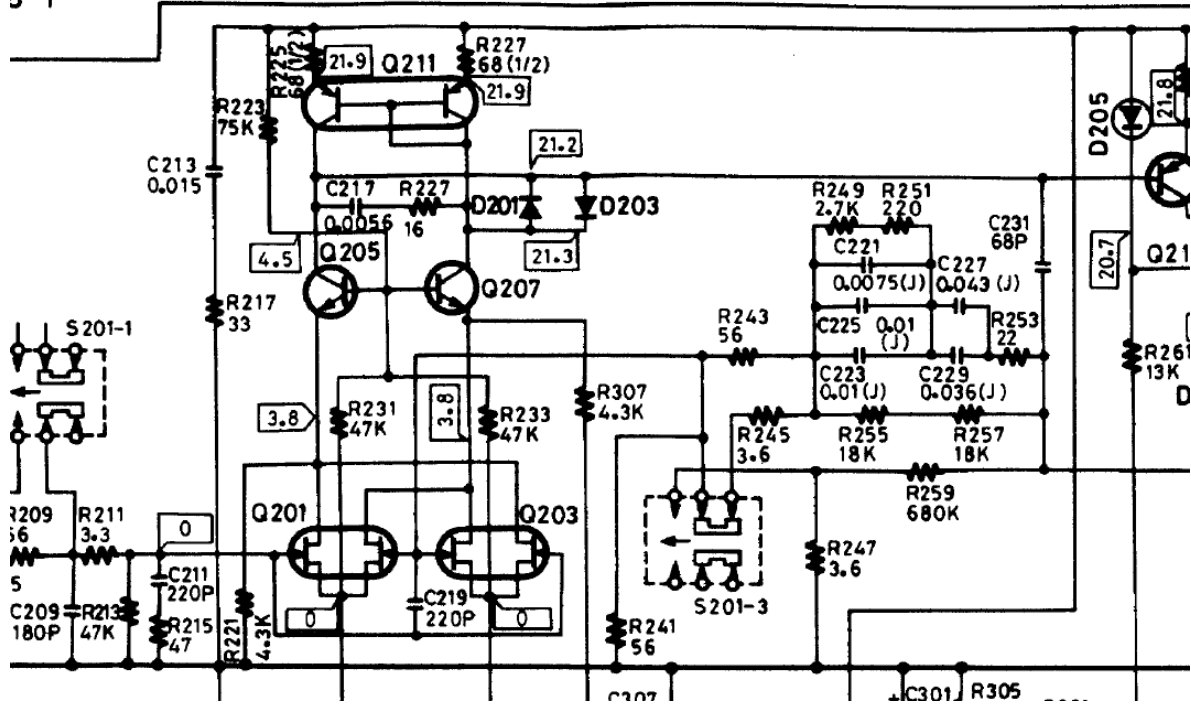 R225
68(1/2)
21.9
Q211
R227
68(1/2)
21.9
R223
75K
C213
0.015
21.2
C217
0.0056
R227
16
D201
D203
21.3
4.5
Q205
Q207
R217
33
S201-1
D205
21.8
R249
2.7K
R251
220
C231
68P
C221
0.0075(J)
C227
0.043(J)
20.7
Q21
C225
0.01
(J)
R253
22
R243
56
C223
0.01(J)
C229
0.036(J)
R261
13K
R307
4.3K
3.8
R231
47K
3.8
R233
47K
R245
3.6
R255
18K
R257
18K
R259
680K
R209
56
R211
3.3
0
Q201
Q203
R247
3.6
S201-3
5
C211
220P
C209
180P
R213
47K
R215
47
R221
4.3K
0
C219
220P
0
R241
56
C307
C301
R305